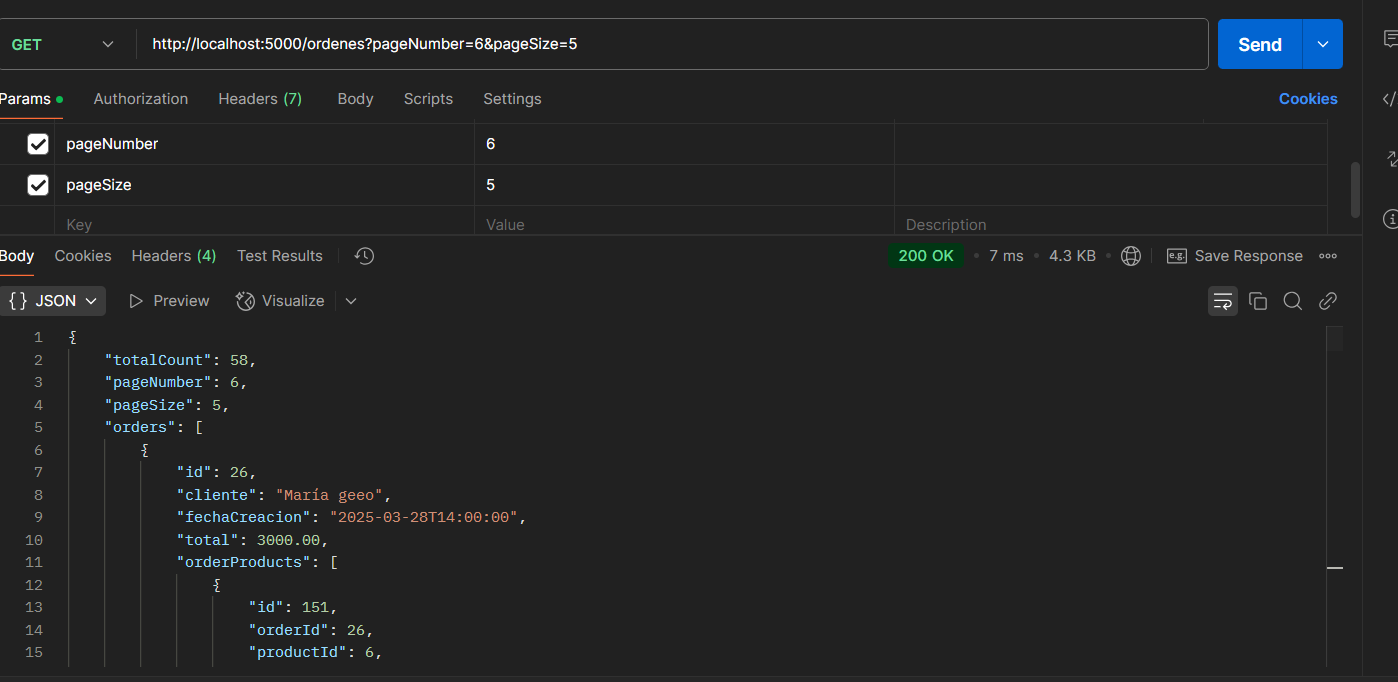 GET http://localhost:5000/ordenes?pageNumber=6&pageSize=5 Send
Params Authorization Headers (7) Body Scripts Settings Cookies
pageNumber 6
pageSize 5
Key Value Description
Body Cookies Headers (4) Test Results 200 OK • 7 ms • 4.3 KB • e.g. Save Response
{} JSON Preview Visualize
1 {
2 "totalCount": 58,
3 "pageNumber": 6,
4 "pageSize": 5,
5 "orders": [
6 {
7 "id": 26,
8 "cliente": "María geeo",
9 "fechaCreacion": "2025-03-28T14:00:00",
10 "total": 3000.00,
11 "orderProducts": [
12 {
13 "id": 151,
14 "orderId": 26,
15 "productId": 6,